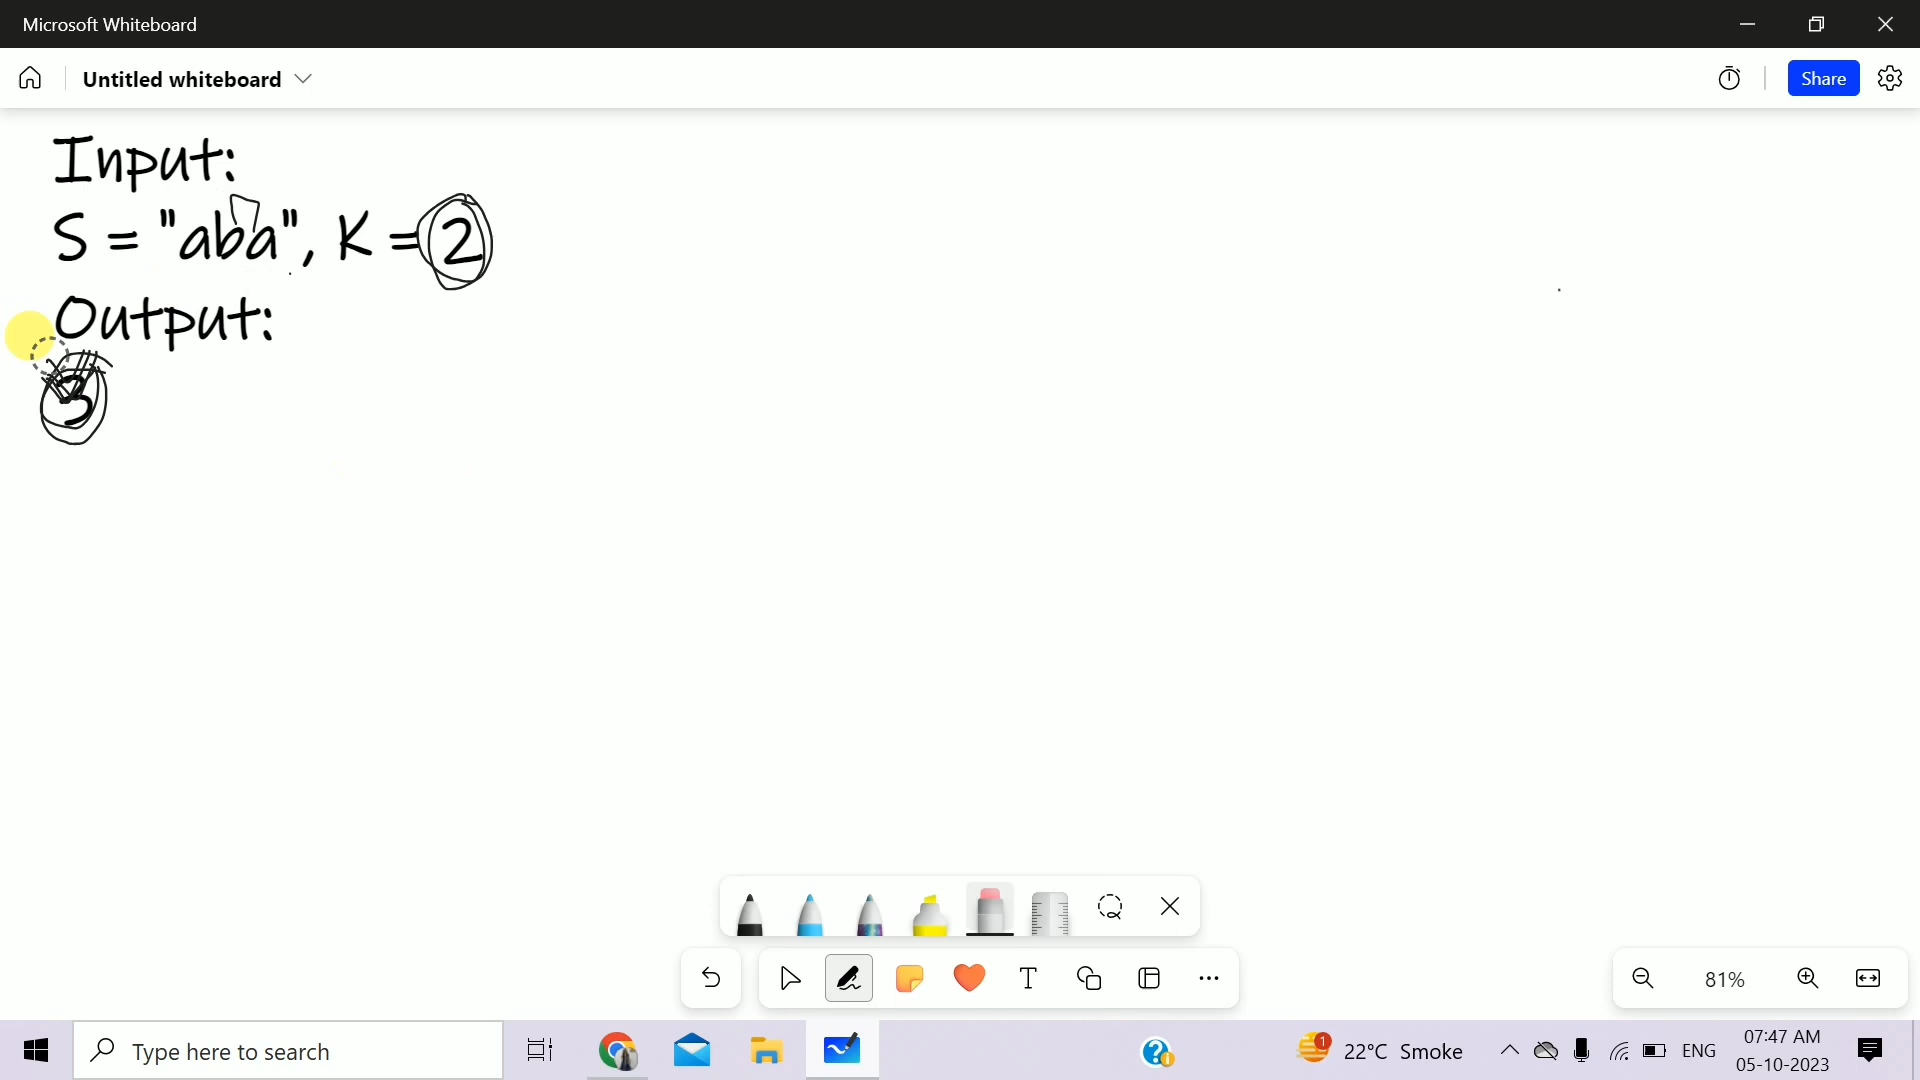 Microsoft Whiteboard
Untitled whiteboard
Share
Input:
S = "aba", K = 2
Output:
3
T
81%
Type here to search
1
22°C Smoke
ENG
07:47 AM
05-10-2023